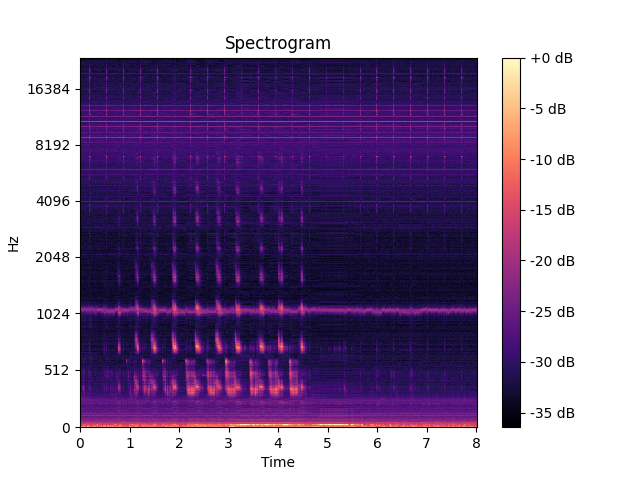 Spectrogram
Hz
16384
8192
4096
2048
1024
512
0
0 1 2 3 4 5 6 7 8
Time
+0 dB
-5 dB
-10 dB
-15 dB
-20 dB
-25 dB
-30 dB
-35 dB